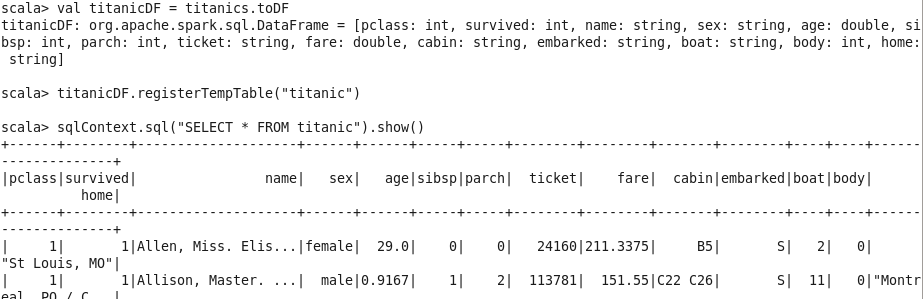 scala> val titanicDF = titanics.toDF
titanicDF: org.apache.spark.sql.DataFrame = [pclass: int, survived: int, name: string, sex: string, age: double, si
bsp: int, parch: int, ticket: string, fare: double, cabin: string, embarked: string, boat: string, body: int, home:
 string]
scala> titanicDF.registerTempTable("titanic")
scala> sqlContext.sql("SELECT * FROM titanic").show()
+------+--------+--------------------+------+------+-----+-----+--------+--------+-------+--------+----+----+------
--------------+
|pclass|survived|                name|   sex|   age|sibsp|parch|  ticket|    fare|  cabin|embarked|boat|body|
          home|
+------+--------+--------------------+------+------+-----+-----+--------+--------+-------+--------+----+----+------
--------------+
|     1|       1|Allen, Miss. Elis...|female|  29.0|    0|    0|   24160|211.3375|     B5|       S|   2|   0|
"St Louis, MO"|
|     1|       1|Allison, Master. ...|  male|0.9167|    1|    2|  113781|  151.55|C22 C26|       S|  11|   0|"Montr
eal, PQ / C...|